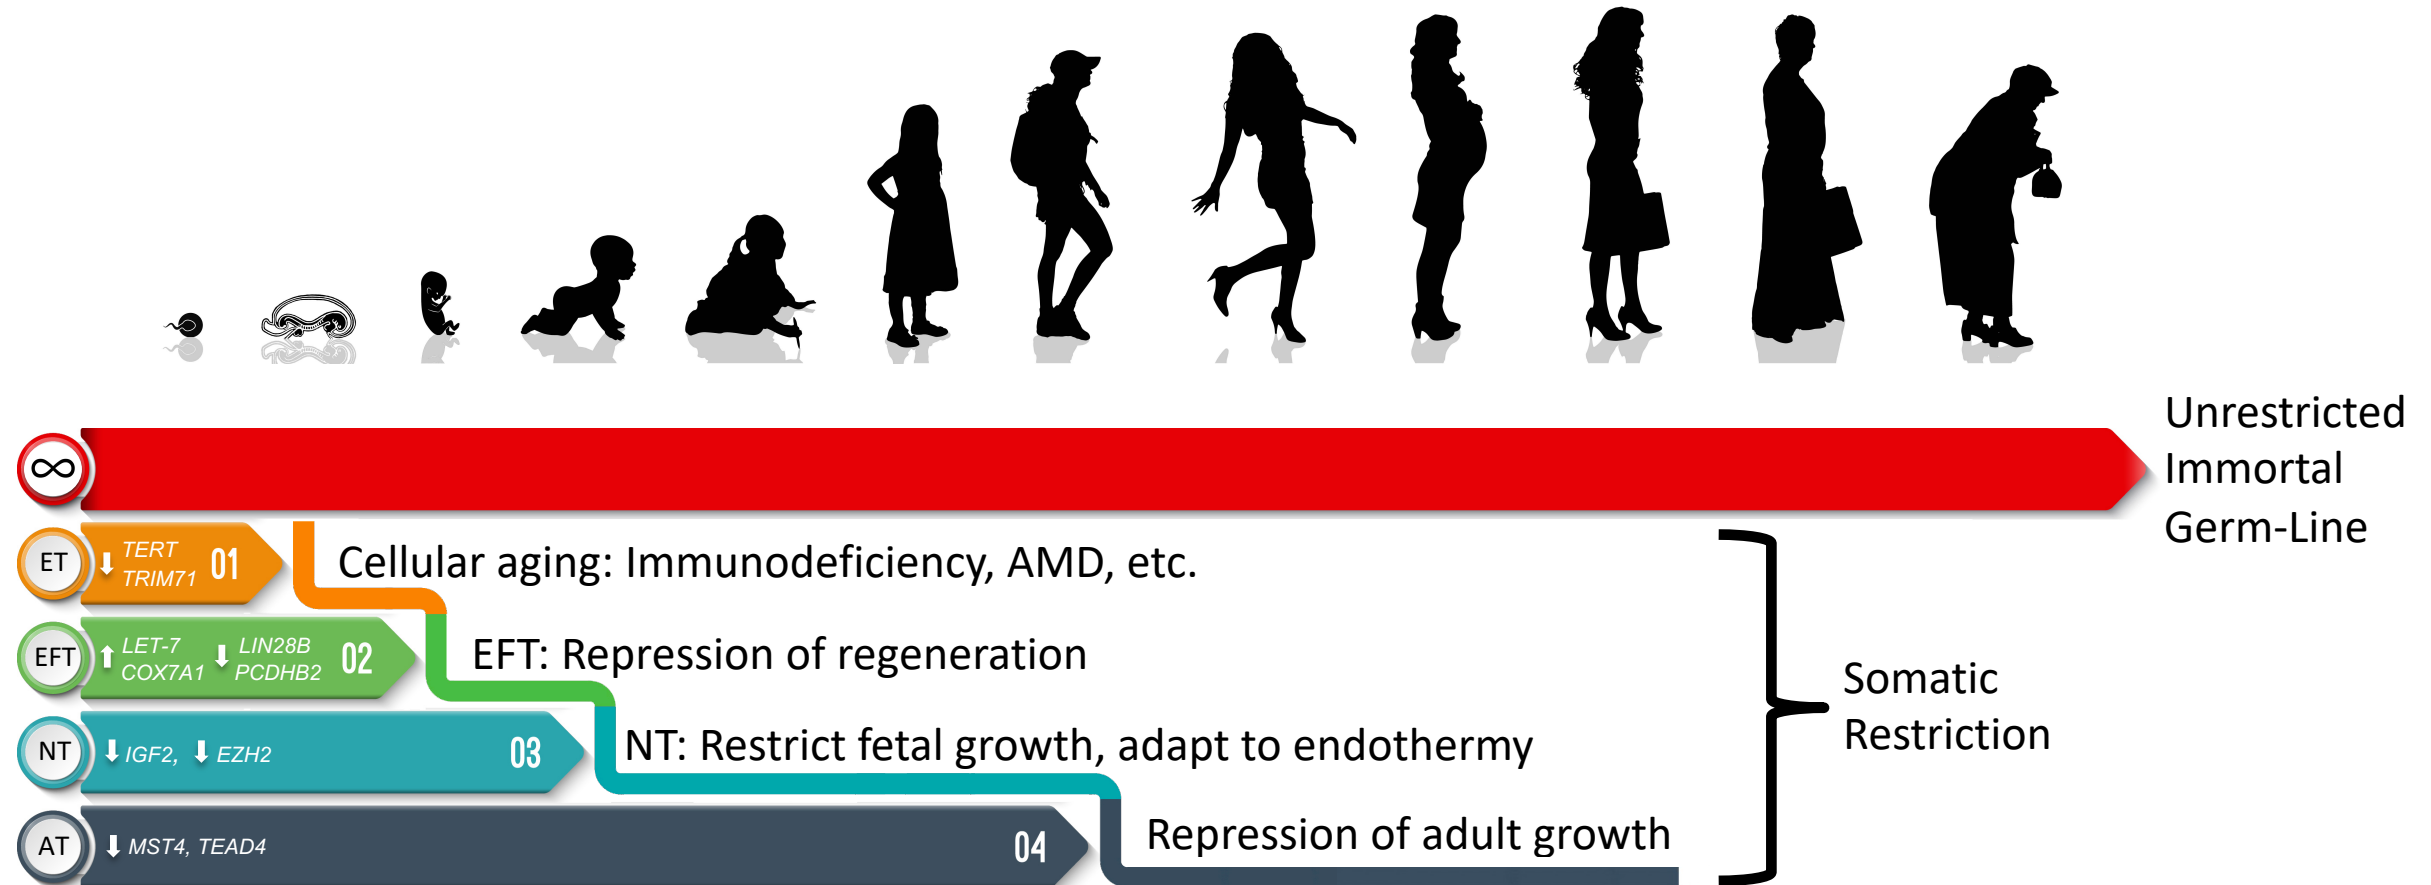 ∞
Unrestricted
Immortal
Germ-Line
ET
⬇ TERT
TRIM71
01
Cellular aging: Immunodeficiency, AMD, etc.
EFT
⬆ LET-7
COX7A1
⬇ LIN28B
PCDHB2
02
EFT: Repression of regeneration
NT
⬇ IGF2, ⬇ EZH2
03
NT: Restrict fetal growth, adapt to endothermy
AT
⬇ MST4, TEAD4
04
Repression of adult growth
Somatic
Restriction